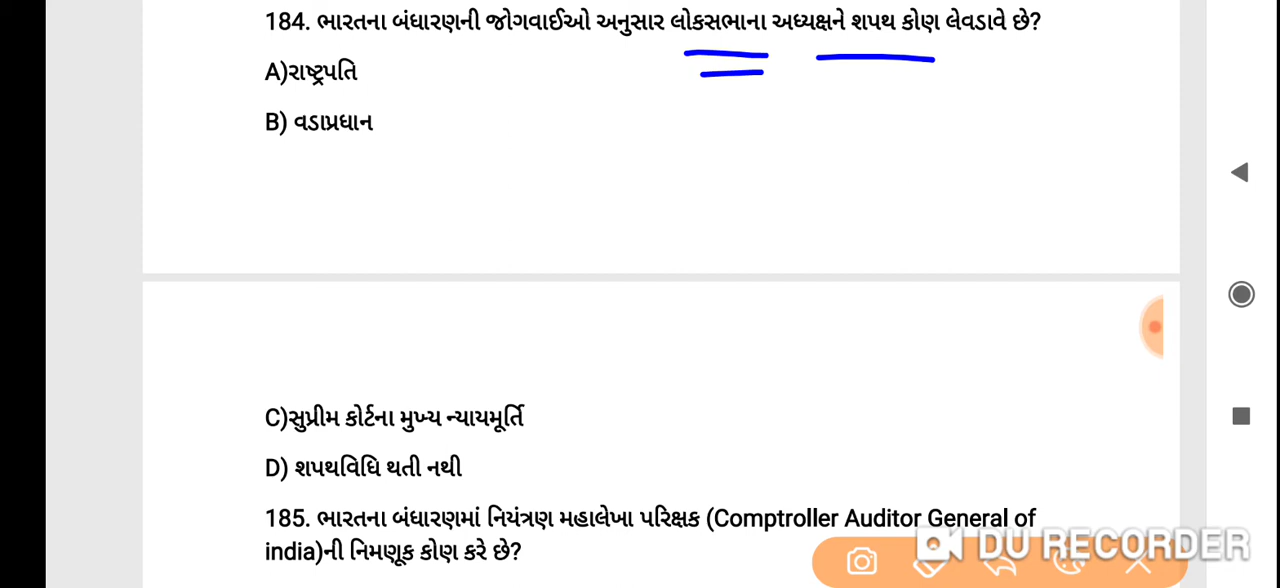 184. ભારતના બંધારણની જોગવાઈઓ અનુસાર લોકસભાના અધ્યક્ષને શપથ કોણ લેવડાવે છે?
A)રાષ્ટ્રપતિ
B) વડાપ્રધાન
C)સુપ્રીમ કોર્ટના મુખ્ય ન્યાયમૂર્તિ
D) શપથવિધિ થતી નથી
185. ભારતના બંધારણમાં નિયંત્રણ મહાલેખા પરિક્ષક (Comptroller Auditor General of
india)ની નિમણૂક કોણ કરે છે?
DU RECORDER